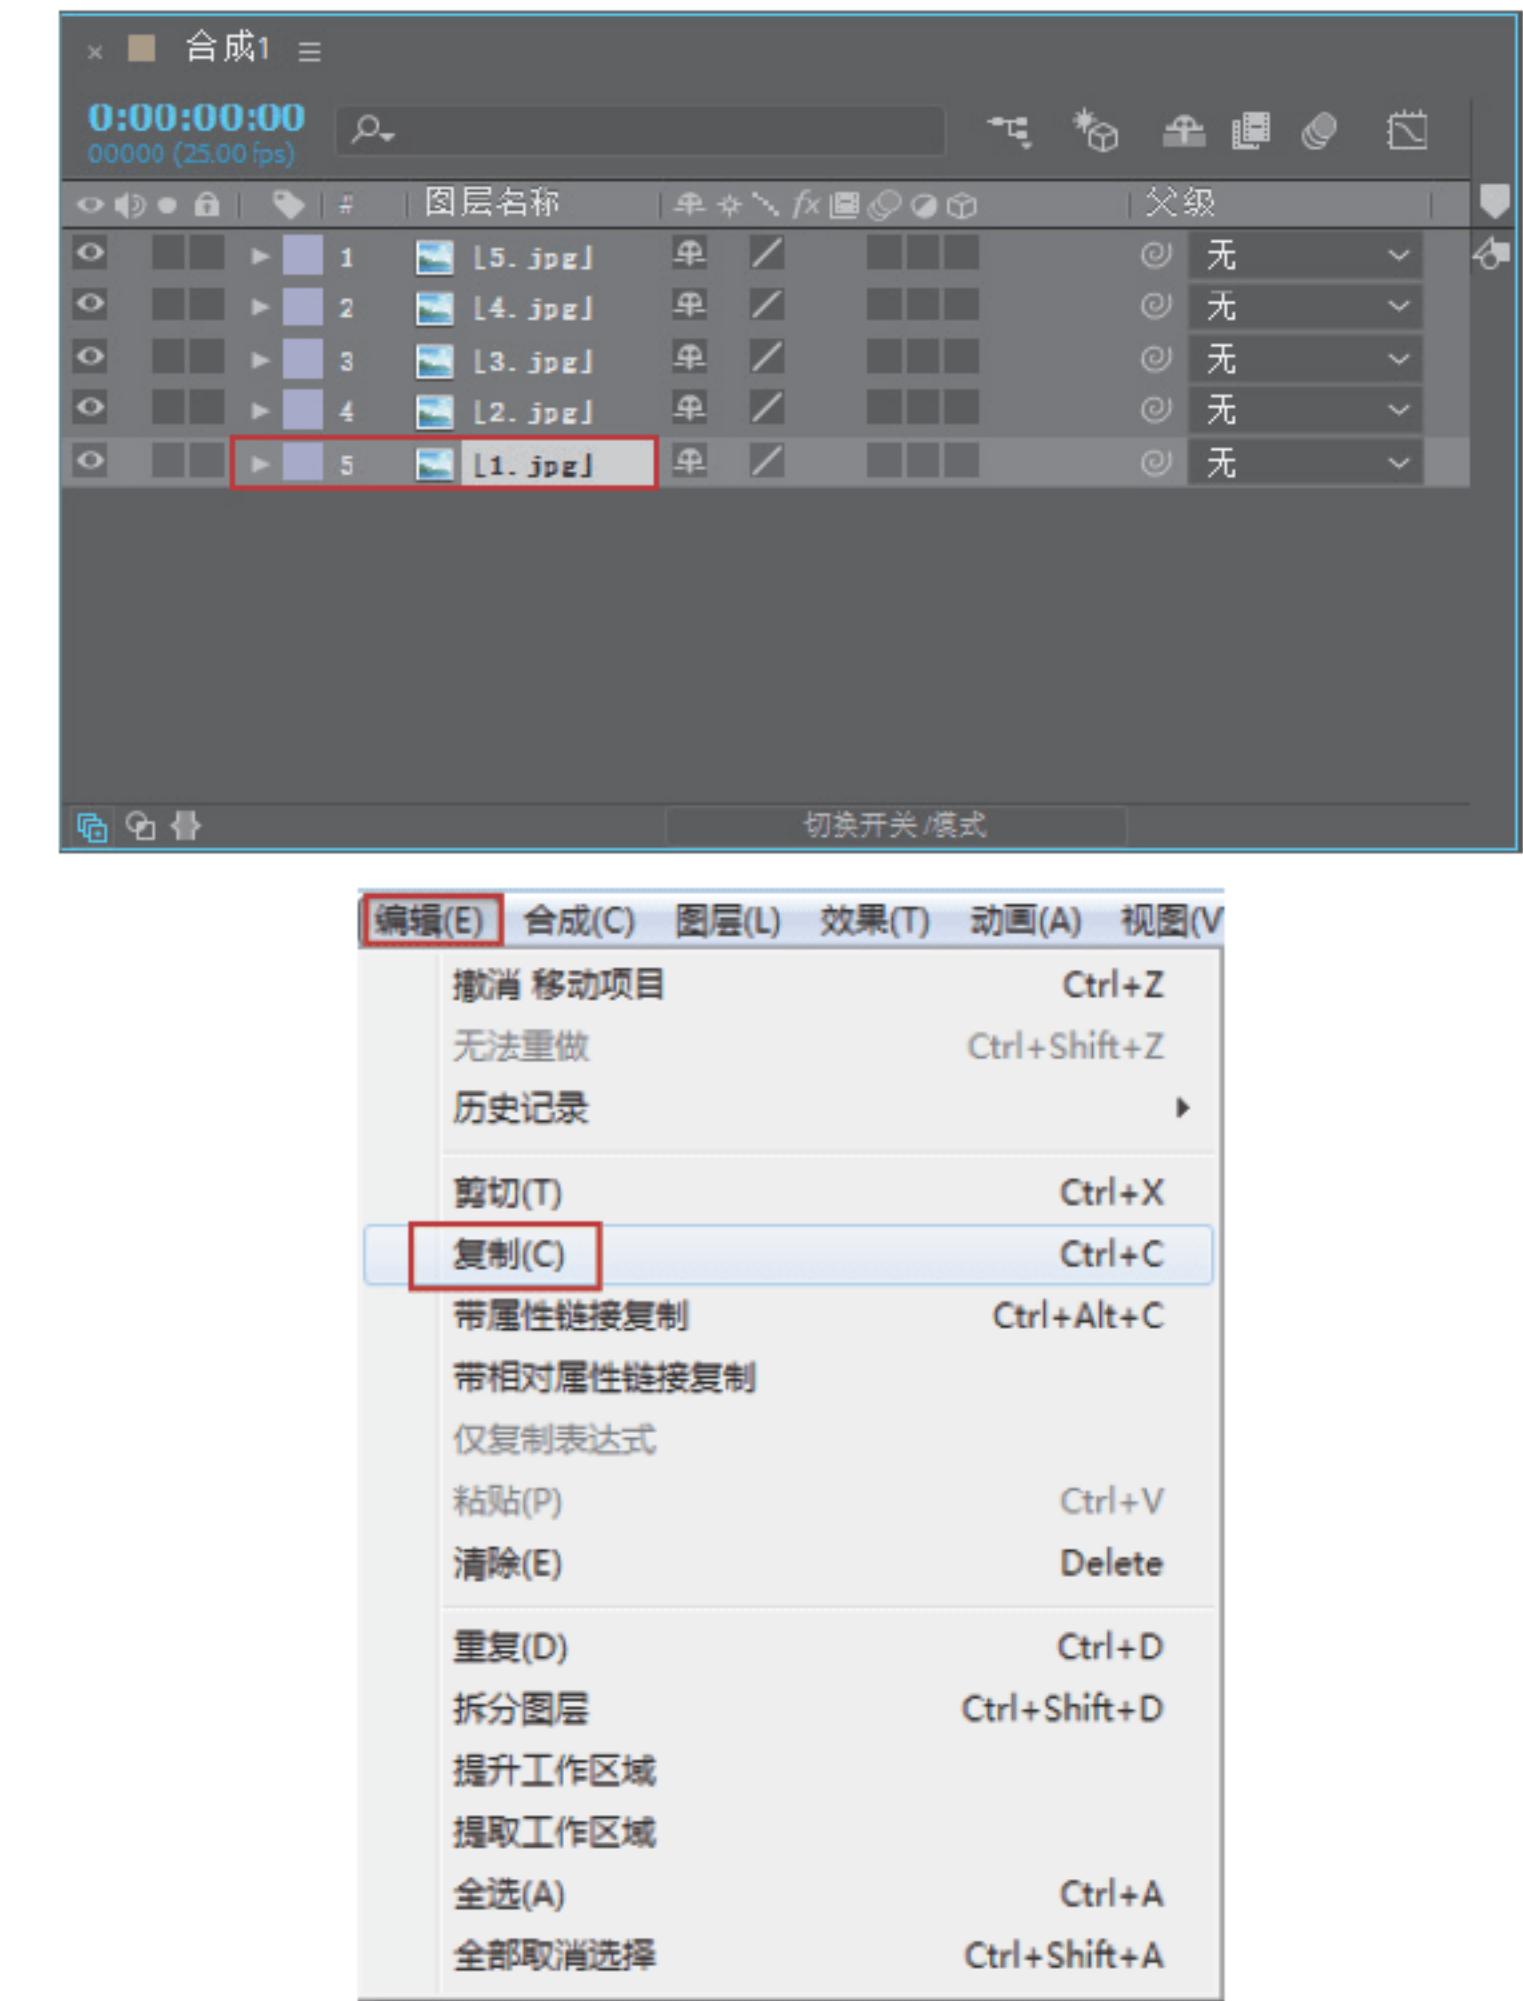 × 合成1 ≡
0:00:00:00
00000 (25.00 fps)
# 图层名称 fx 父级
1 [5.jpg] 无
2 [4.jpg] 无
3 [3.jpg] 无
4 [2.jpg] 无
5 [1.jpg] 无
切换开关/模式
编辑(E) 合成(C) 图层(L) 效果(T) 动画(A) 视图(V
撤消 移动项目 Ctrl+Z
无法重做 Ctrl+Shift+Z
历史记录
剪切(T) Ctrl+X
复制(C) Ctrl+C
带属性链接复制 Ctrl+Alt+C
带相对属性链接复制
仅复制表达式
粘贴(P) Ctrl+V
清除(E) Delete
重复(D) Ctrl+D
拆分图层 Ctrl+Shift+D
提升工作区域
提取工作区域
全选(A) Ctrl+A
全部取消选择 Ctrl+Shift+A